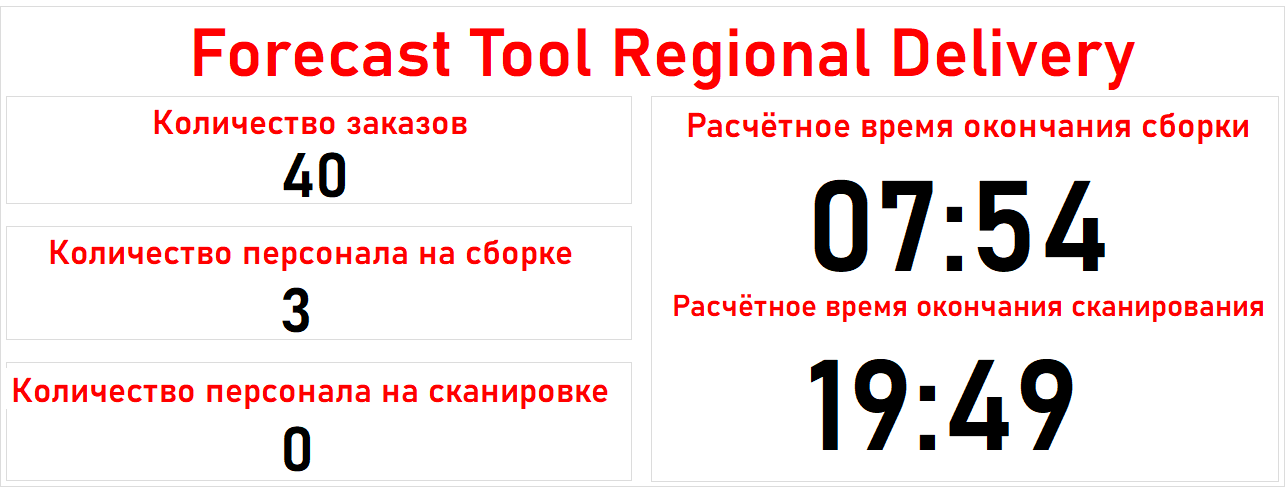 Forecast Tool Regional Delivery
Количество заказов
40
Количество персонала на сборке
3
Количество персонала на сканировке
0
Расчётное время окончания сборки
07:54
Расчётное время окончания сканирования
19:49